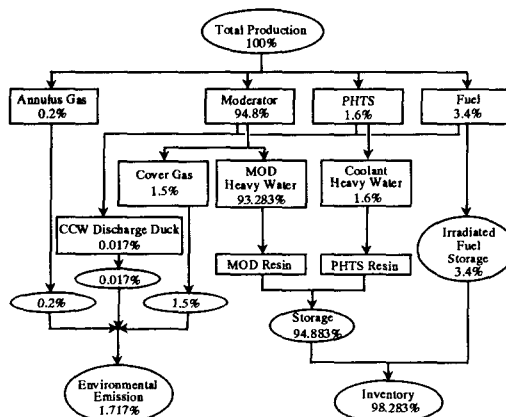 Total Production
100%
Annulus Gas
0.2%
Moderator
94.8%
PHTS
1.6%
Fuel
3.4%
Cover Gas
1.5%
MOD
Heavy Water
93.283%
Coolant
Heavy Water
1.6%
CCW Discharge Duck
0.017%
Irradiated
Fuel
Storage
3.4%
MOD Resin
PHTS Resin
0.017%
0.2%
1.5%
Storage
94.883%
Environmental
Emission
1.717%
Inventory
98.283%